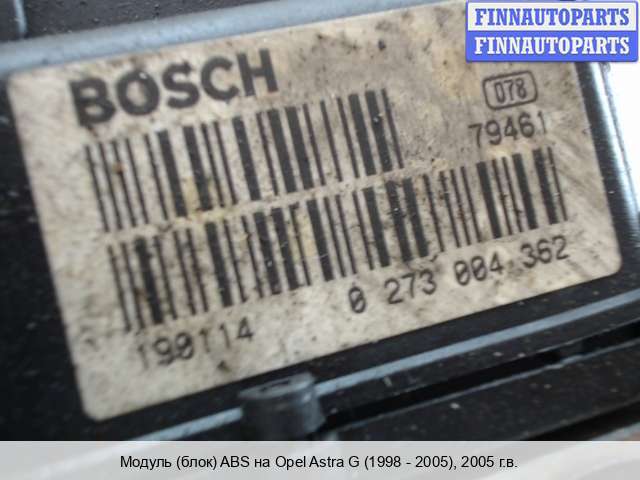 FINNAUTOPARTS
FINNAUTOPARTS
BOSCH
078
79461
0 273 004 362
190114
Модуль (блок) ABS на Opel Astra G (1998 - 2005), 2005 г.в.